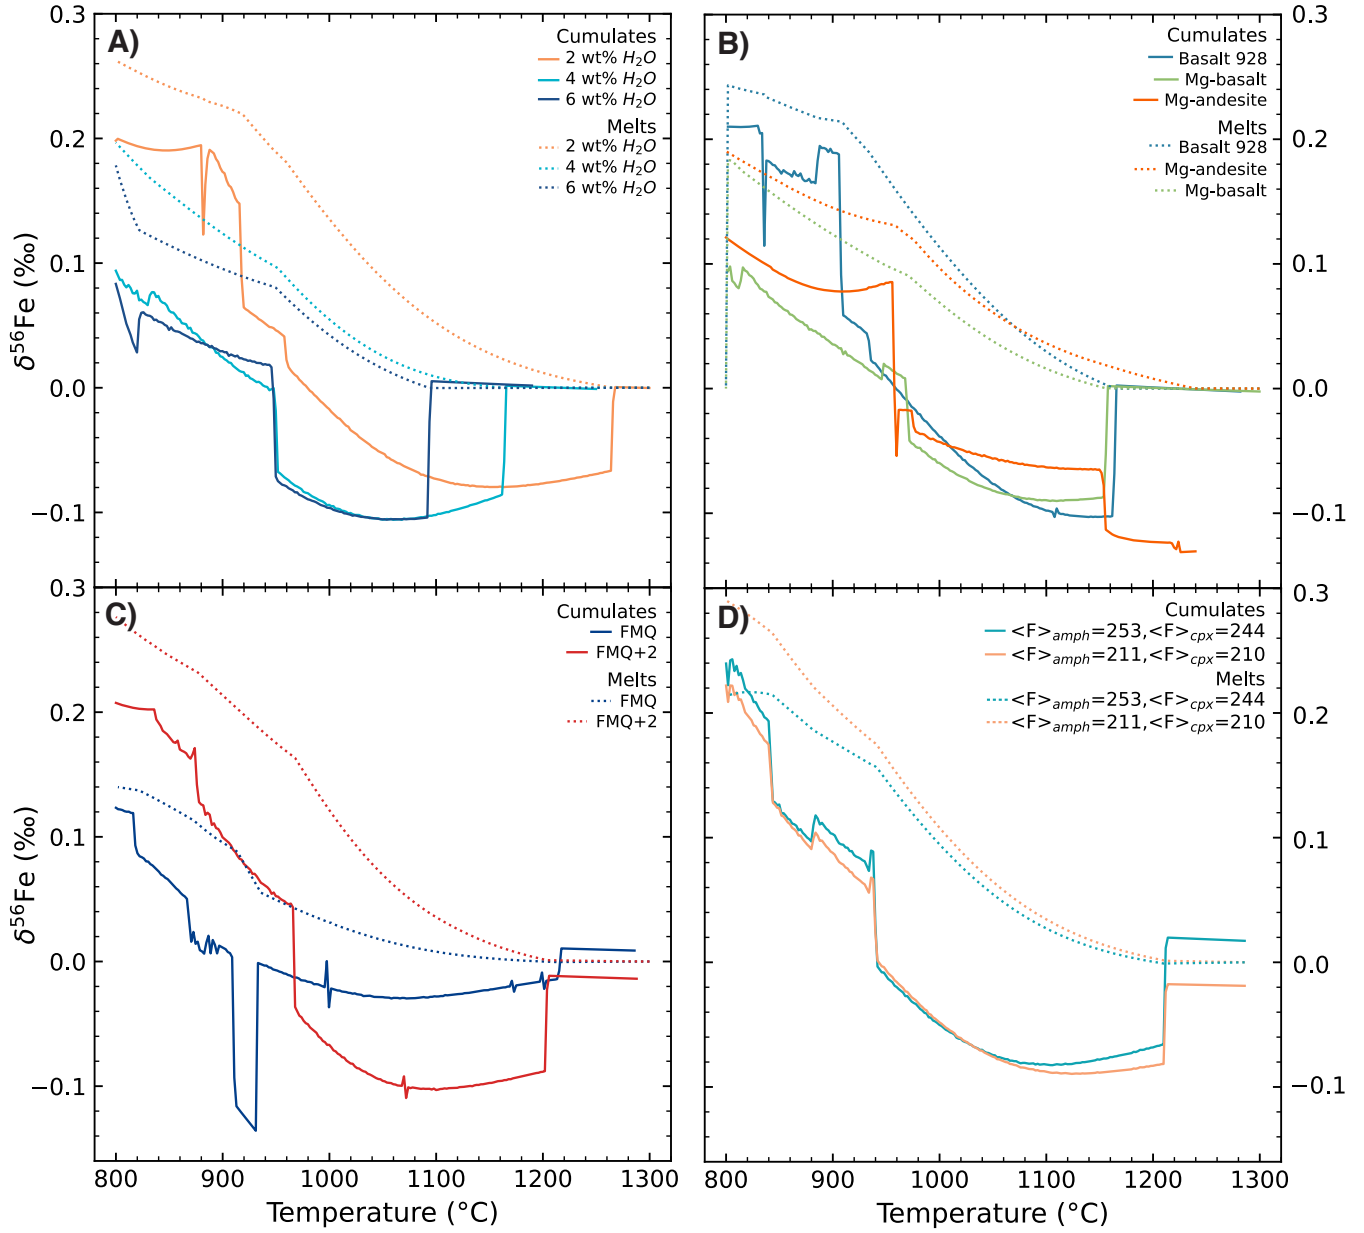 A)
Cumulates
2 wt% H₂O
4 wt% H₂O
6 wt% H₂O
Melts
2 wt% H₂O
4 wt% H₂O
6 wt% H₂O
0.3
0.2
0.1
0.0
−0.1
δ⁵⁶Fe (‰)
B)
Cumulates
Basalt 928
Mg-basalt
Mg-andesite
Melts
Basalt 928
Mg-andesite
Mg-basalt
0.3
0.2
0.1
0.0
−0.1
C)
Cumulates
FMQ
FMQ+2
Melts
FMQ
FMQ+2
0.3
0.2
0.1
0.0
−0.1
δ⁵⁶Fe (‰)
800 900 1000 1100 1200 1300
Temperature (°C)
D)
Cumulates
<F>amph=253,<F>cpx=244
<F>amph=211,<F>cpx=210
Melts
<F>amph=253,<F>cpx=244
<F>amph=211,<F>cpx=210
0.3
0.2
0.1
0.0
−0.1
800 900 1000 1100 1200 1300
Temperature (°C)